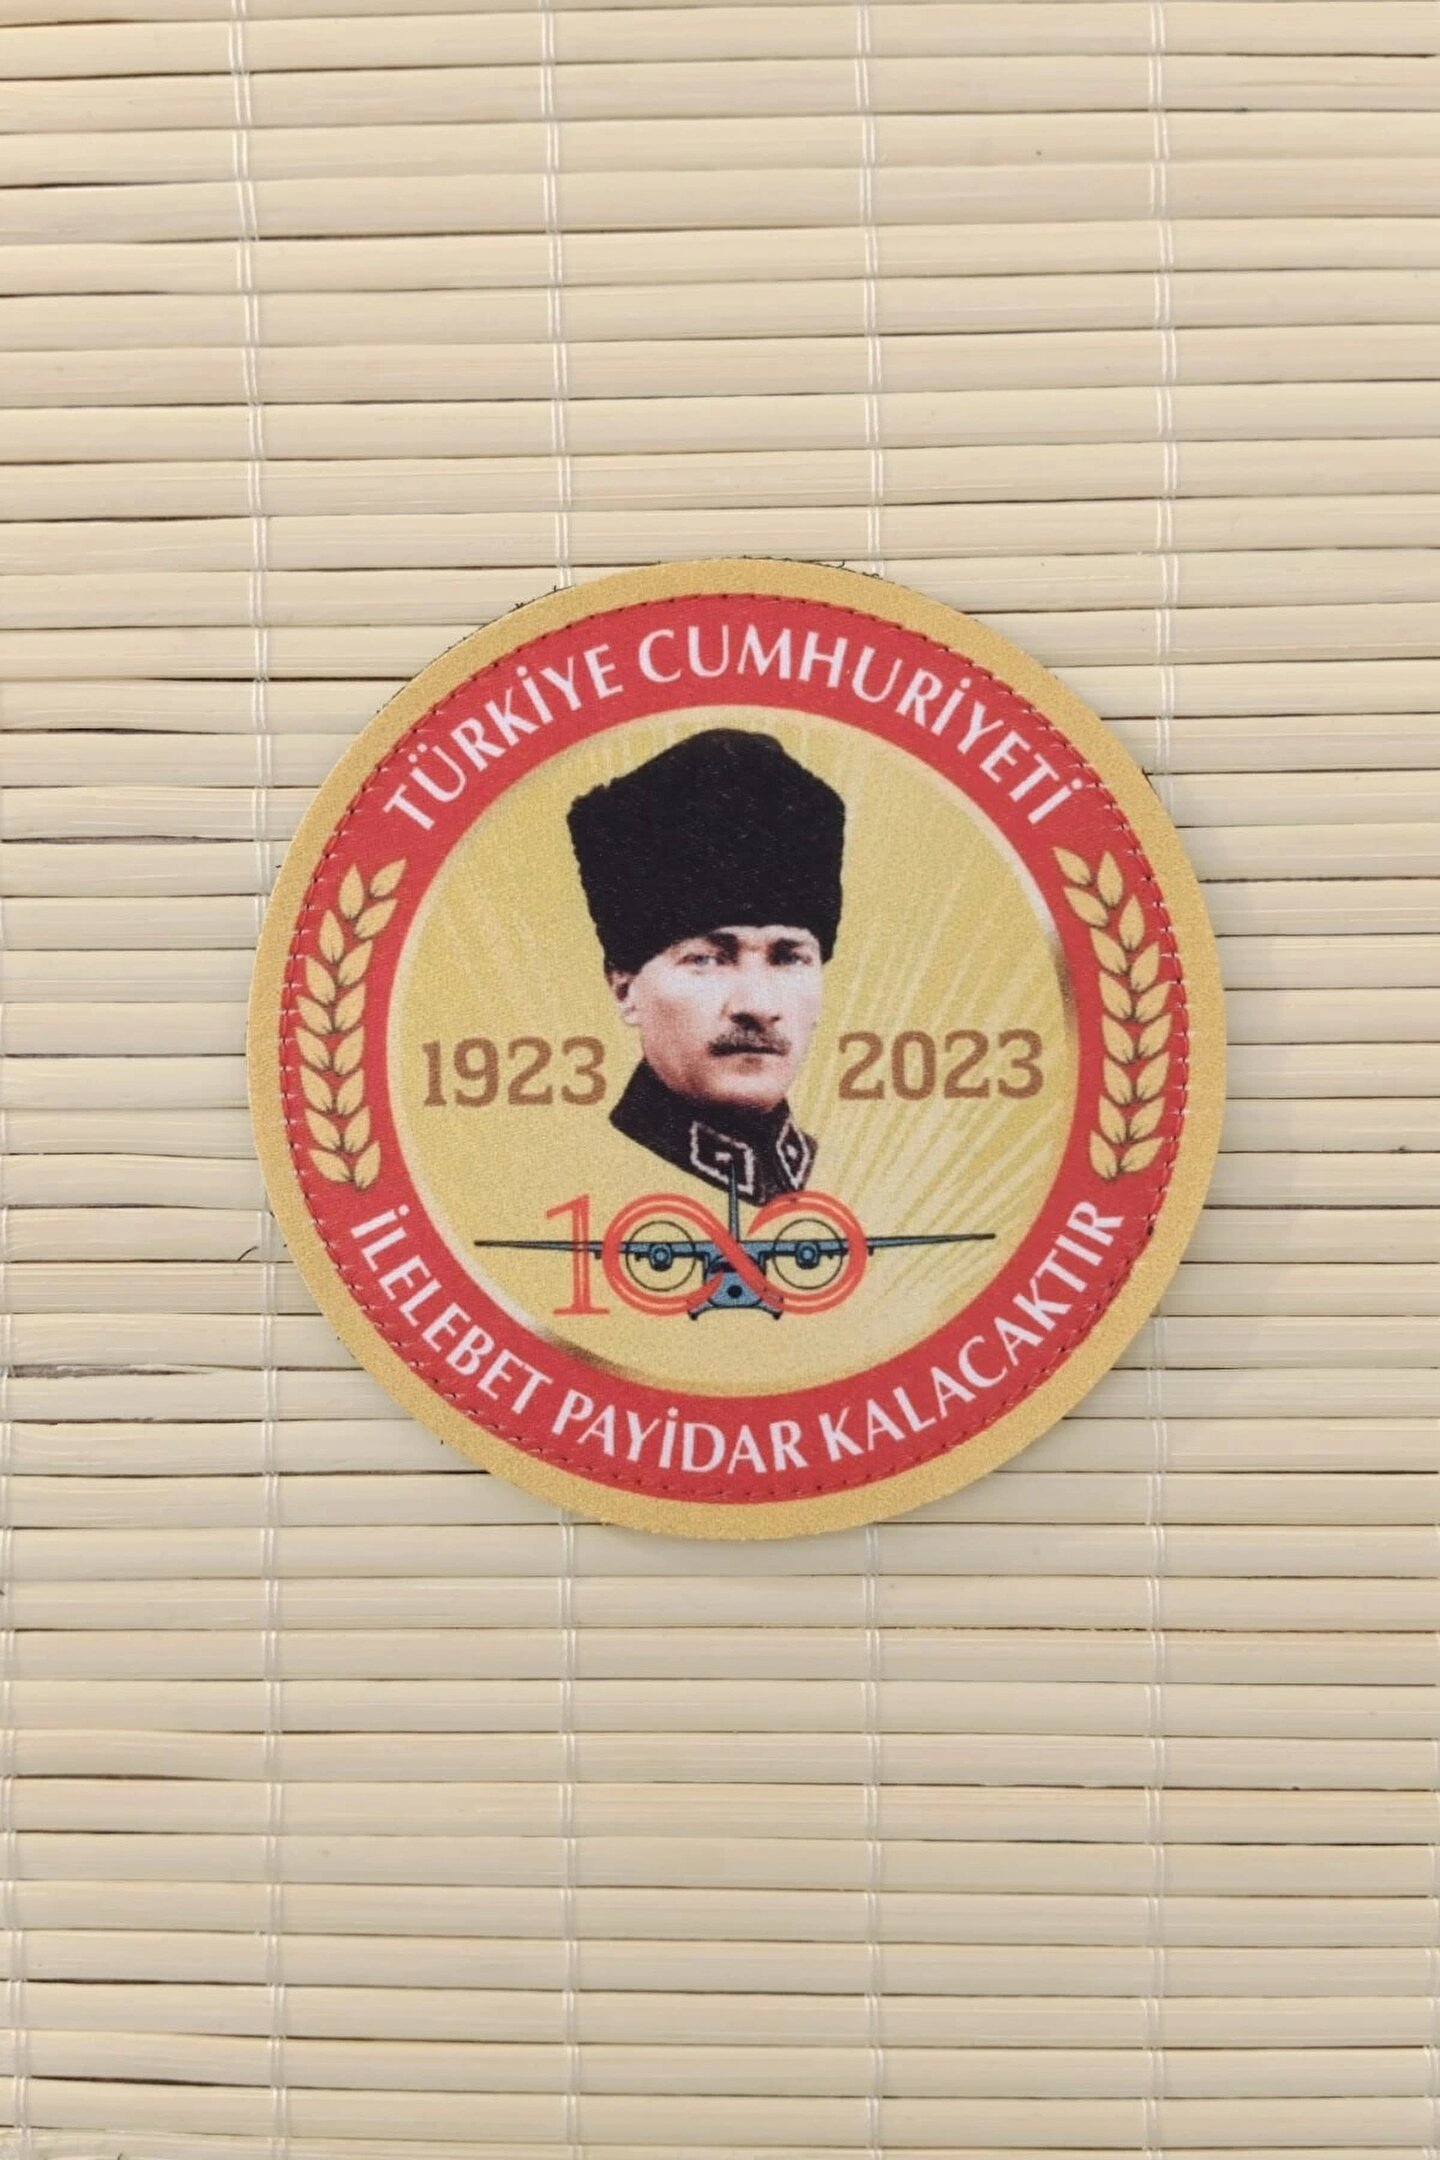 TÜRKİYE CUMHURİYETİ
1923 2023
100
İLELEBET PAYİDAR KALACAKTIR